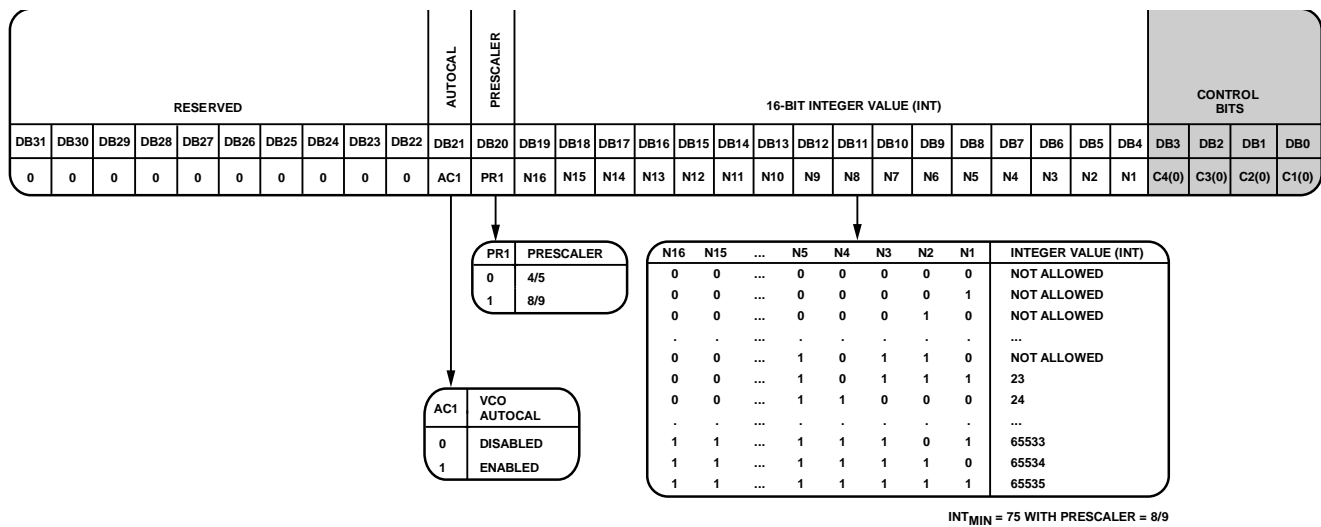 RESERVED
AUTOCAL
PRESCALER
16-BIT INTEGER VALUE (INT)
CONTROL
BITS
DB31 DB30 DB29 DB28 DB27 DB26 DB25 DB24 DB23 DB22 DB21 DB20 DB19 DB18 DB17 DB16 DB15 DB14 DB13 DB12 DB11 DB10 DB9 DB8 DB7 DB6 DB5 DB4 DB3 DB2 DB1 DB0
0 0 0 0 0 0 0 0 0 0 AC1 PR1 N16 N15 N14 N13 N12 N11 N10 N9 N8 N7 N6 N5 N4 N3 N2 N1 C4(0) C3(0) C2(0) C1(0)
PR1 PRESCALER
0 4/5
1 8/9
AC1 VCO
AUTOCAL
0 DISABLED
1 ENABLED
N16 N15 ... N5 N4 N3 N2 N1 INTEGER VALUE (INT)
0 0 ... 0 0 0 0 0 NOT ALLOWED
0 0 ... 0 0 0 0 1 NOT ALLOWED
0 0 ... 0 0 0 1 0 NOT ALLOWED
. . ... . . . . . ...
0 0 ... 1 0 1 1 0 NOT ALLOWED
0 0 ... 1 0 1 1 1 23
0 0 ... 1 1 0 0 0 24
. . ... . . . . . ...
1 1 ... 1 1 1 0 1 65533
1 1 ... 1 1 1 1 0 65534
1 1 ... 1 1 1 1 1 65535
INTMIN = 75 WITH PRESCALER = 8/9